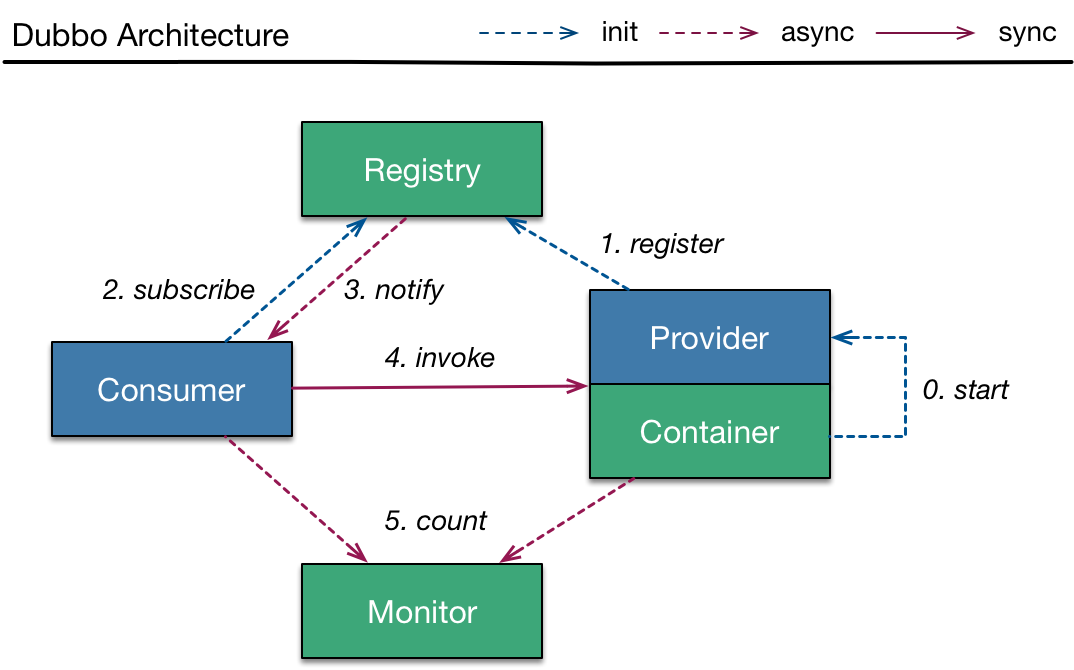 Dubbo Architecture
init
async
sync
Registry
1. register
2. subscribe
3. notify
Provider
4. invoke
Consumer
0. start
Container
5. count
Monitor